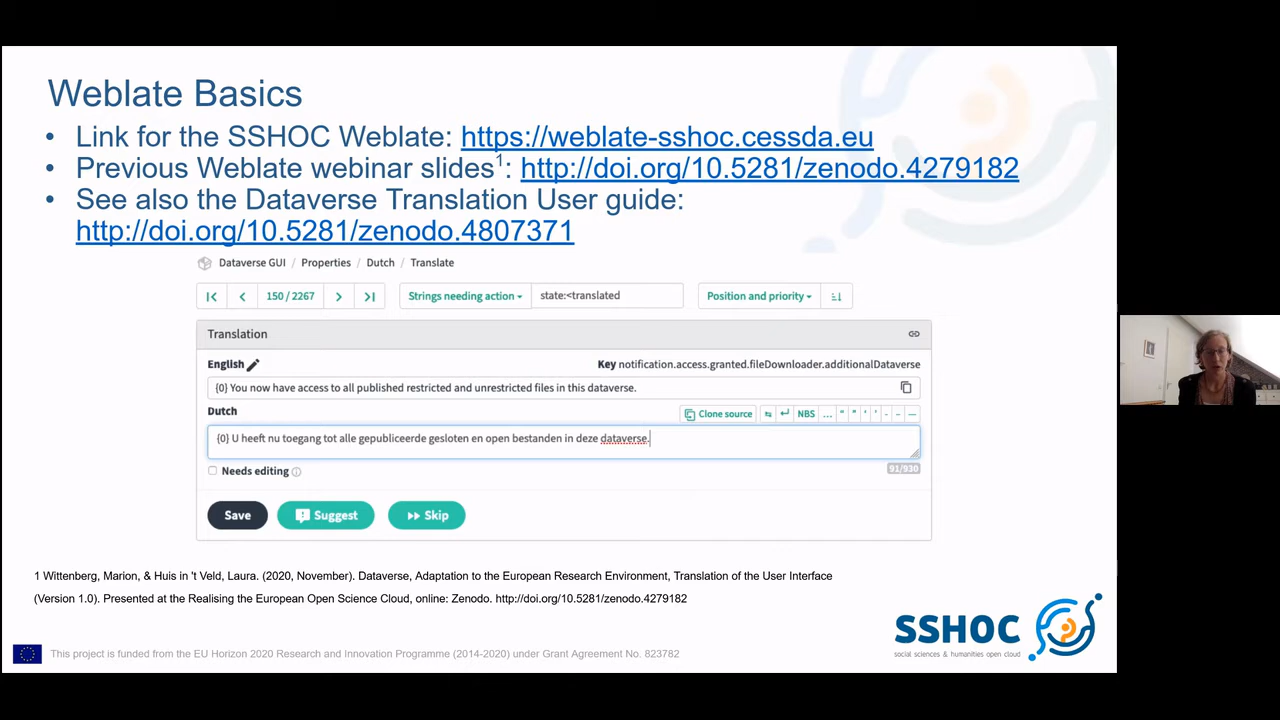 Weblate Basics
• Link for the SSHOC Weblate: https://weblate-sshoc.cessda.eu
• Previous Weblate webinar slides1: http://doi.org/10.5281/zenodo.4279182
• See also the Dataverse Translation User guide:
http://doi.org/10.5281/zenodo.4807371
Dataverse GUI / Properties / Dutch / Translate
150 / 2267 Strings needing action state:<translated Position and priority
Translation
English Key notification.access.granted.fileDownloader.additionalDataverse
{0} You now have access to all published restricted and unrestricted files in this dataverse.
Dutch Clone source NBS … “ ” ‘ ’ - – —
{0} U heeft nu toegang tot alle gepubliceerde gesloten en open bestanden in deze dataverse.
Needs editing 91/930
Save Suggest Skip
1 Wittenberg, Marion, & Huis in 't Veld, Laura. (2020, November). Dataverse, Adaptation to the European Research Environment, Translation of the User Interface
(Version 1.0). Presented at the Realising the European Open Science Cloud, online: Zenodo. http://doi.org/10.5281/zenodo.4279182
SSHOC
social sciences & humanities open cloud
This project is funded from the EU Horizon 2020 Research and Innovation Programme (2014-2020) under Grant Agreement No. 823782